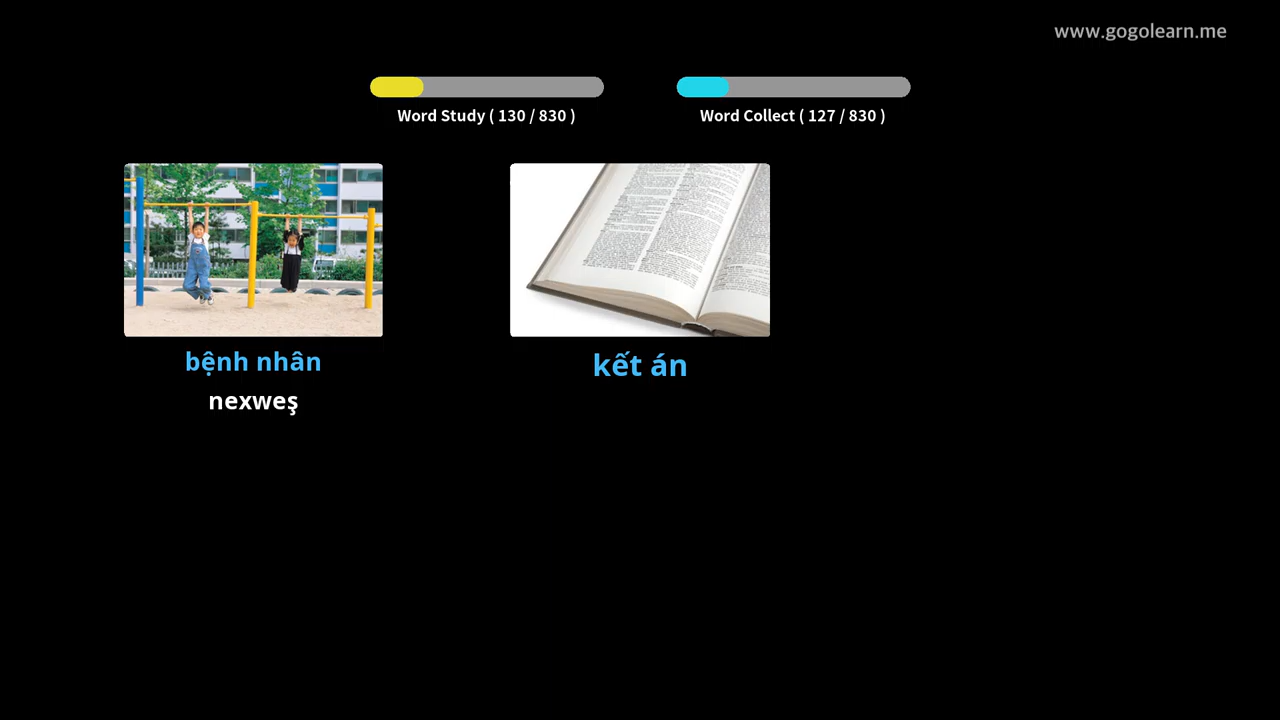 www.gogolearn.me
Word Study ( 130 / 830 )
Word Collect ( 127 / 830 )
bệnh nhân
nexweş
kết án